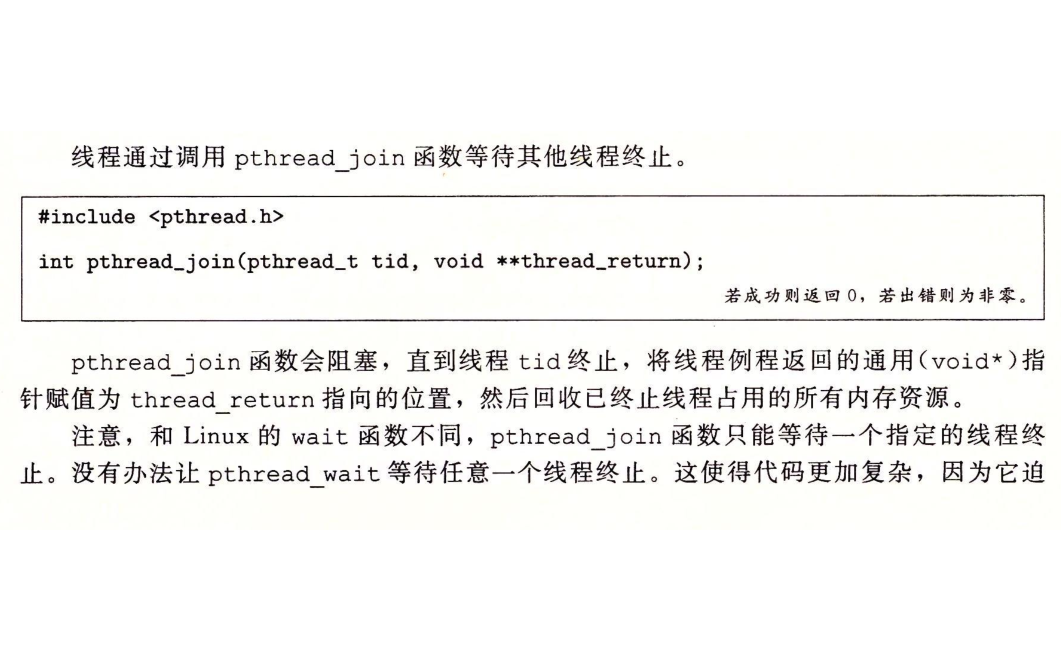 线程通过调用 pthread_join 函数等待其他线程终止。
#include <pthread.h>
int pthread_join(pthread_t tid, void **thread_return);
若成功则返回 0，若出错则为非零。
pthread_join 函数会阻塞，直到线程 tid 终止，将线程例程返回的通用(void*)指
针赋值为 thread_return 指向的位置，然后回收已终止线程占用的所有内存资源。
注意，和 Linux 的 wait 函数不同，pthread_join 函数只能等待一个指定的线程终
止。没有办法让 pthread_wait 等待任意一个线程终止。这使得代码更加复杂，因为它迫